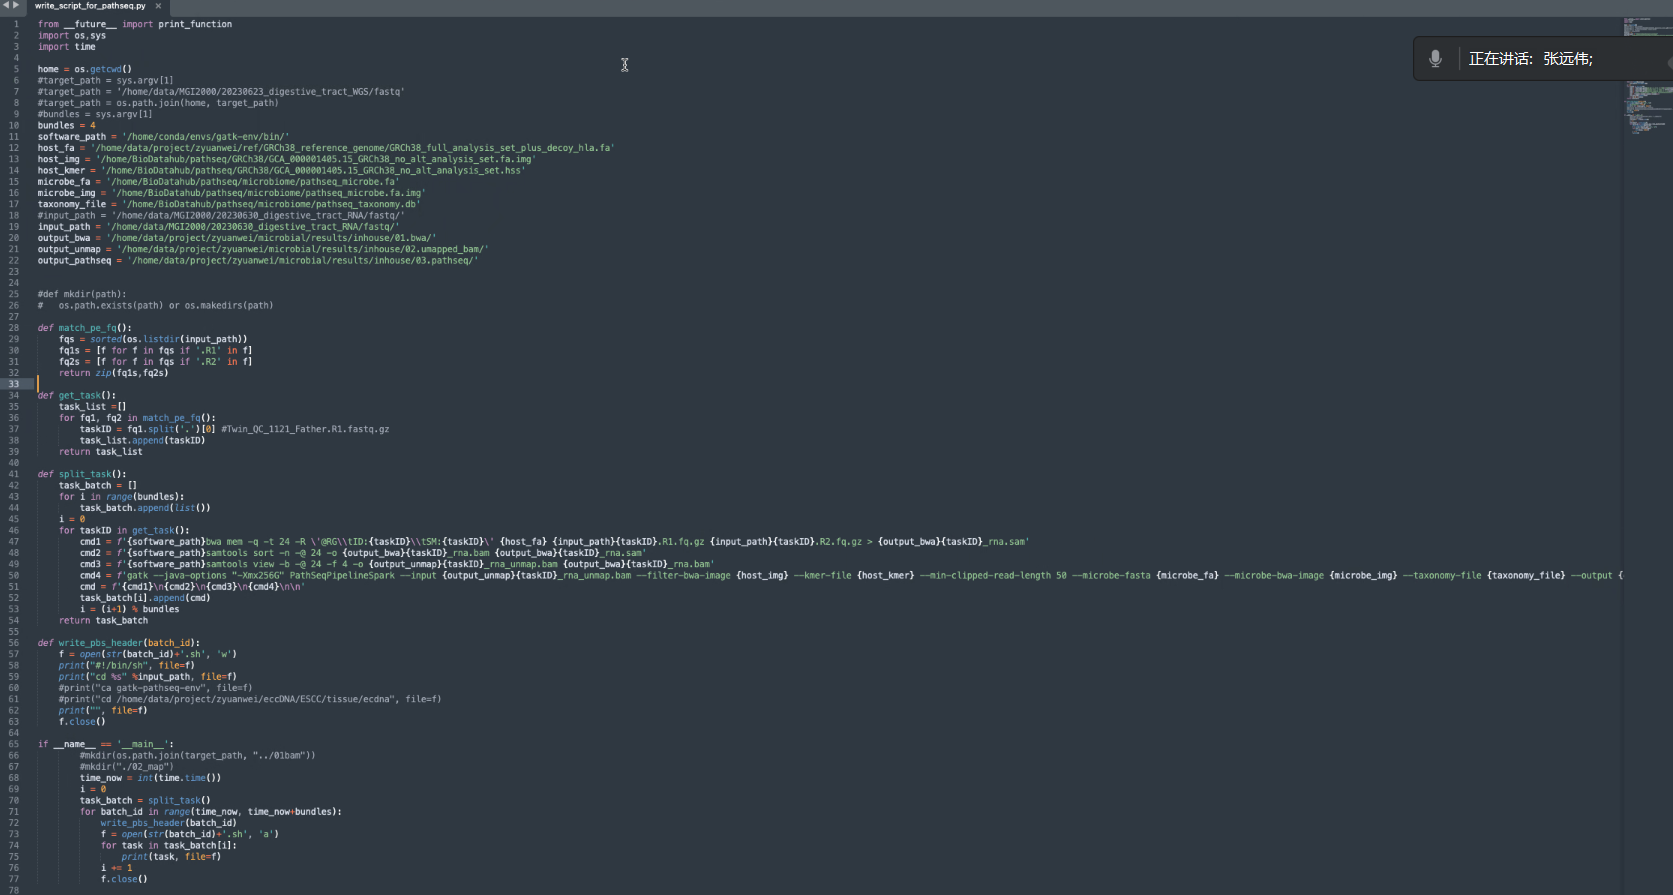 write_script_for_pathseq.py ×
正在讲话: 张远伟;
1 from __future__ import print_function
2 import os,sys
3 import time
4
5 home = os.getcwd()
6 #target_path = sys.argv[1]
7 #target_path = '/home/data/MGI2000/20230623_digestive_tract_WGS/fastq'
8 #target_path = os.path.join(home, target_path)
9 #bundles = sys.argv[1]
10 bundles = 4
11 software_path = '/home/conda/envs/gatk-env/bin/'
12 host_fa = '/home/data/project/zyuanwei/ref/GRCh38_reference_genome/GRCh38_full_analysis_set_plus_decoy_hla.fa'
13 host_img = '/home/BioDatahub/pathseq/GRCh38/GCA_000001405.15_GRCh38_no_alt_analysis_set.fa.img'
14 host_kmer = '/home/BioDatahub/pathseq/GRCh38/GCA_000001405.15_GRCh38_no_alt_analysis_set.hss'
15 microbe_fa = '/home/BioDatahub/pathseq/microbiome/pathseq_microbe.fa'
16 microbe_img = '/home/BioDatahub/pathseq/microbiome/pathseq_microbe.fa.img'
17 taxonomy_file = '/home/BioDatahub/pathseq/microbiome/pathseq_taxonomy.db'
18 #input_path = '/home/data/MGI2000/20230630_digestive_tract_RNA/fastq/'
19 input_path = '/home/data/MGI2000/20230630_digestive_tract_RNA/fastq/'
20 output_bwa = '/home/data/project/zyuanwei/microbial/results/inhouse/01.bwa/'
21 output_unmap = '/home/data/project/zyuanwei/microbial/results/inhouse/02.umapped_bam/'
22 output_pathseq = '/home/data/project/zyuanwei/microbial/results/inhouse/03.pathseq/'
23
24
25 #def mkdir(path):
26 #   os.path.exists(path) or os.makedirs(path)
27
28 def match_pe_fq():
29     fqs = sorted(os.listdir(input_path))
30     fq1s = [f for f in fqs if '.R1' in f]
31     fq2s = [f for f in fqs if '.R2' in f]
32     return zip(fq1s,fq2s)
33
34 def get_task():
35     task_list =[]
36     for fq1, fq2 in match_pe_fq():
37         taskID = fq1.split('.')[0] #Twin_QC_1121_Father.R1.fastq.gz
38         task_list.append(taskID)
39     return task_list
40
41 def split_task():
42     task_batch = []
43     for i in range(bundles):
44         task_batch.append(list())
45     i = 0
46     for taskID in get_task():
47         cmd1 = f'{software_path}bwa mem -q -t 24 -R \'@RG\\tID:{taskID}\\tSM:{taskID}\' {host_fa} {input_path}{taskID}.R1.fq.gz {input_path}{taskID}.R2.fq.gz > {output_bwa}{taskID}_rna.sam'
48         cmd2 = f'{software_path}samtools sort -n -@ 24 -o {output_bwa}{taskID}_rna.bam {output_bwa}{taskID}_rna.sam'
49         cmd3 = f'{software_path}samtools view -b -@ 24 -f 4 -o {output_unmap}{taskID}_rna_unmap.bam {output_bwa}{taskID}_rna.bam'
50         cmd4 = f'gatk --java-options "-Xmx256G" PathSeqPipelineSpark --input {output_unmap}{taskID}_rna_unmap.bam --filter-bwa-image {host_img} --kmer-file {host_kmer} --min-clipped-read-length 50 --microbe-fasta {microbe_fa} --microbe-bwa-image {microbe_img} --taxonomy-file {taxonomy_file} --output {
51         cmd = f'{cmd1}\n{cmd2}\n{cmd3}\n{cmd4}\n\n'
52         task_batch[i].append(cmd)
53         i = (i+1) % bundles
54     return task_batch
55
56 def write_pbs_header(batch_id):
57     f = open(str(batch_id)+'.sh', 'w')
58     print("#!/bin/sh", file=f)
59     print("cd %s" %input_path, file=f)
60     #print("ca gatk-pathseq-env", file=f)
61     #print("cd /home/data/project/zyuanwei/eccDNA/ESCC/tissue/ecdna", file=f)
62     print("", file=f)
63     f.close()
64
65 if __name__ == '__main__':
66         #mkdir(os.path.join(target_path, "../01bam"))
67         #mkdir("./02_map")
68         time_now = int(time.time())
69         i = 0
70         task_batch = split_task()
71         for batch_id in range(time_now, time_now+bundles):
72             write_pbs_header(batch_id)
73             f = open(str(batch_id)+'.sh', 'a')
74             for task in task_batch[i]:
75                 print(task, file=f)
76             i += 1
77             f.close()
78